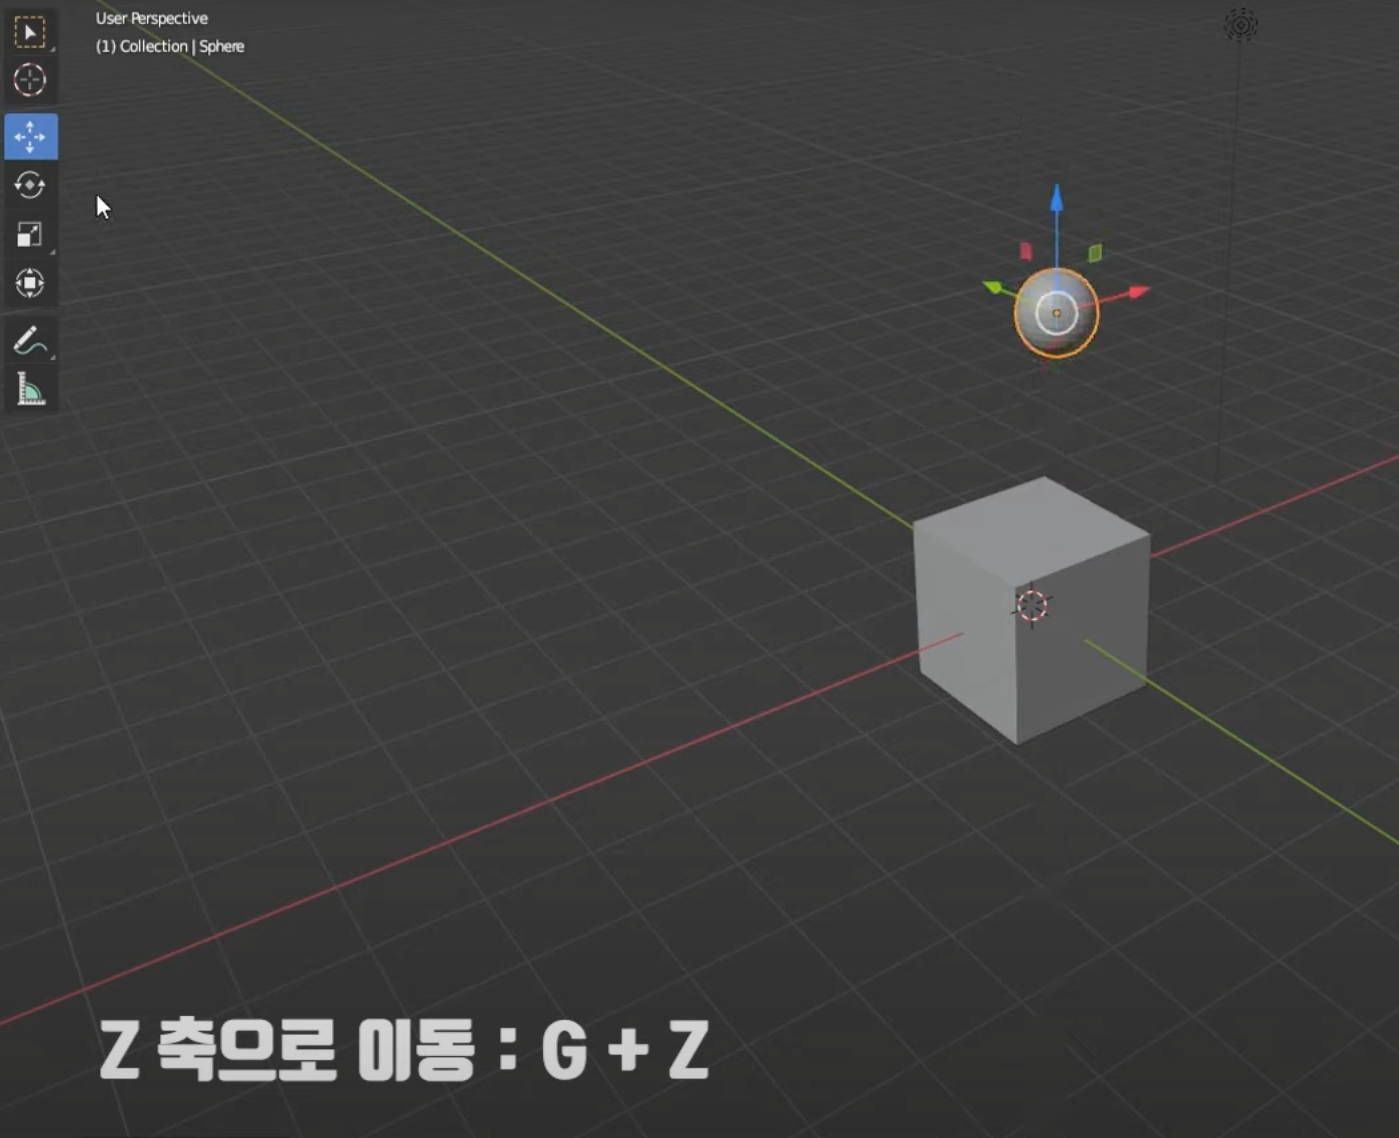 User Perspective
(1) Collection | Sphere
Z 축으로 이동 : G + Z